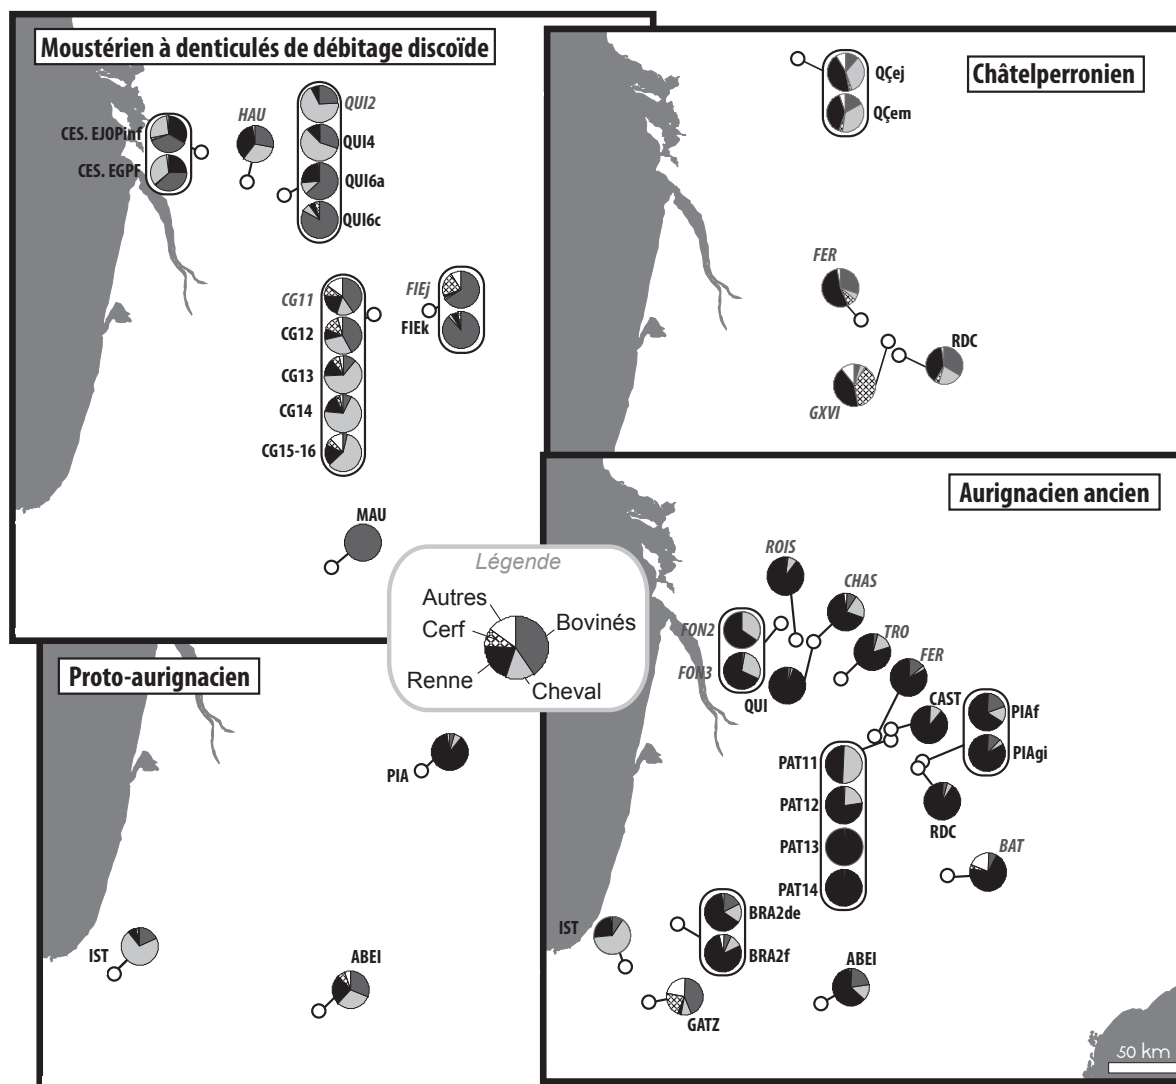 Moustérien à denticulés de débitage discoïde
QUI2
HAU
CES. EJOPinf
QUI4
CES. EGPF
QUI6a
QUI6c
CG11
FIEj
CG12
FIEk
CG13
CG14
CG15-16
MAU
Châtelperronien
QÇej
QÇem
FER
RDC
GXVI
Légende
Autres
Bovinés
Cerf
Renne
Cheval
Proto-aurignacien
PIA
IST
ABEI
Aurignacien ancien
ROIS
CHAS
FON2
TRO
FON3
FER
QUI
CAST
PIAf
PIAgi
PAT11
PAT12
RDC
PAT13
BAT
PAT14
BRA2de
IST
BRA2f
ABEI
GATZ
50 km